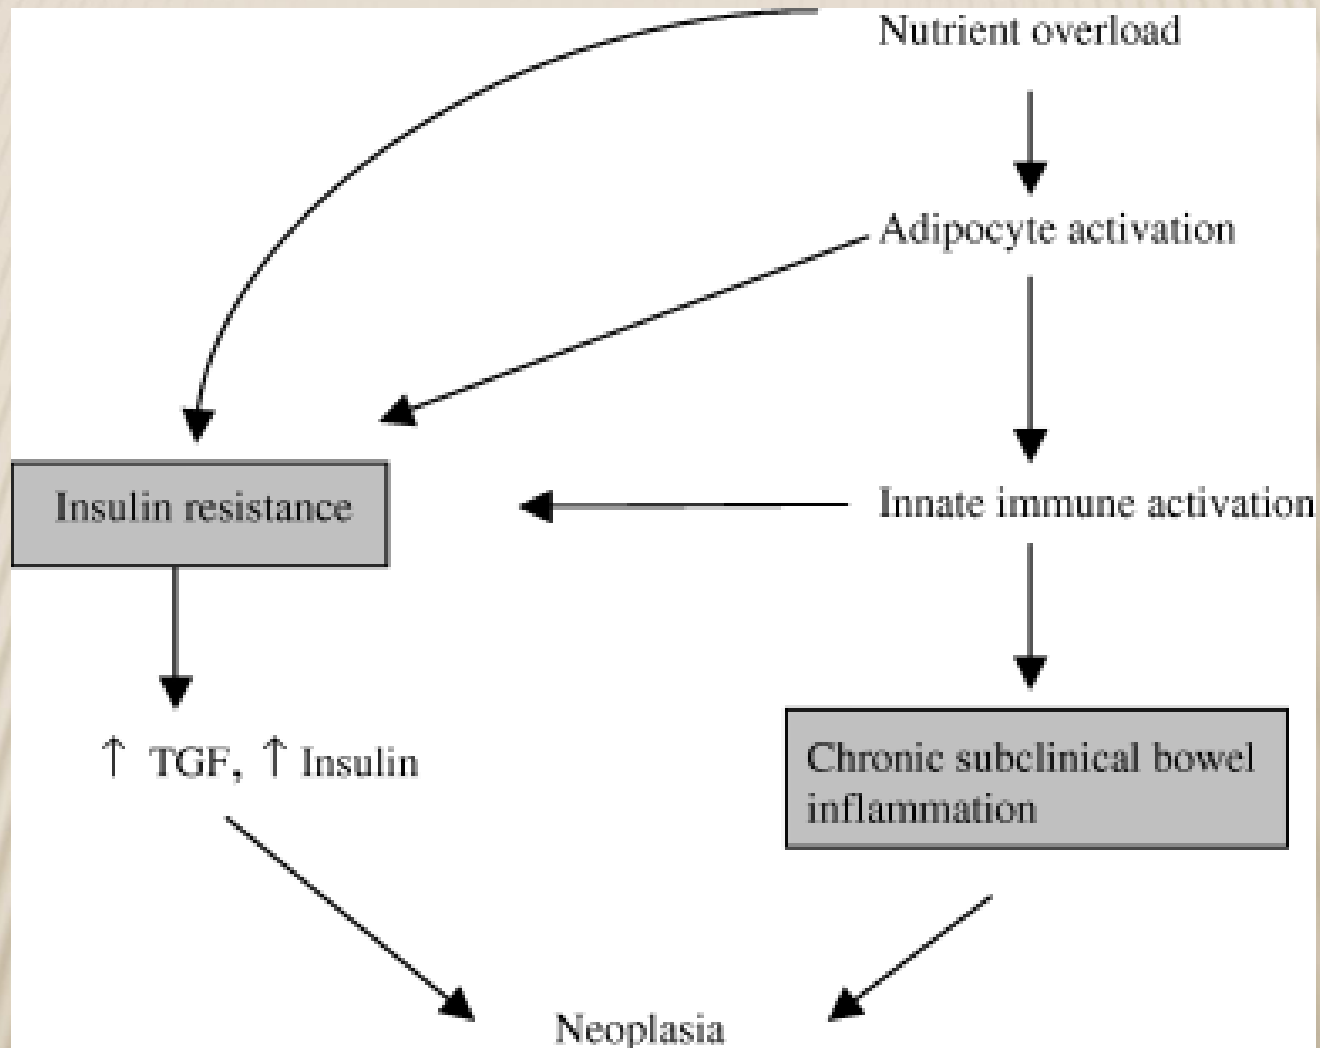 Nutrient overload
Adipocyte activation
Insulin resistance
Innate immune activation
↑ TGF, ↑ Insulin
Chronic subclinical bowel
inflammation
Neoplasia